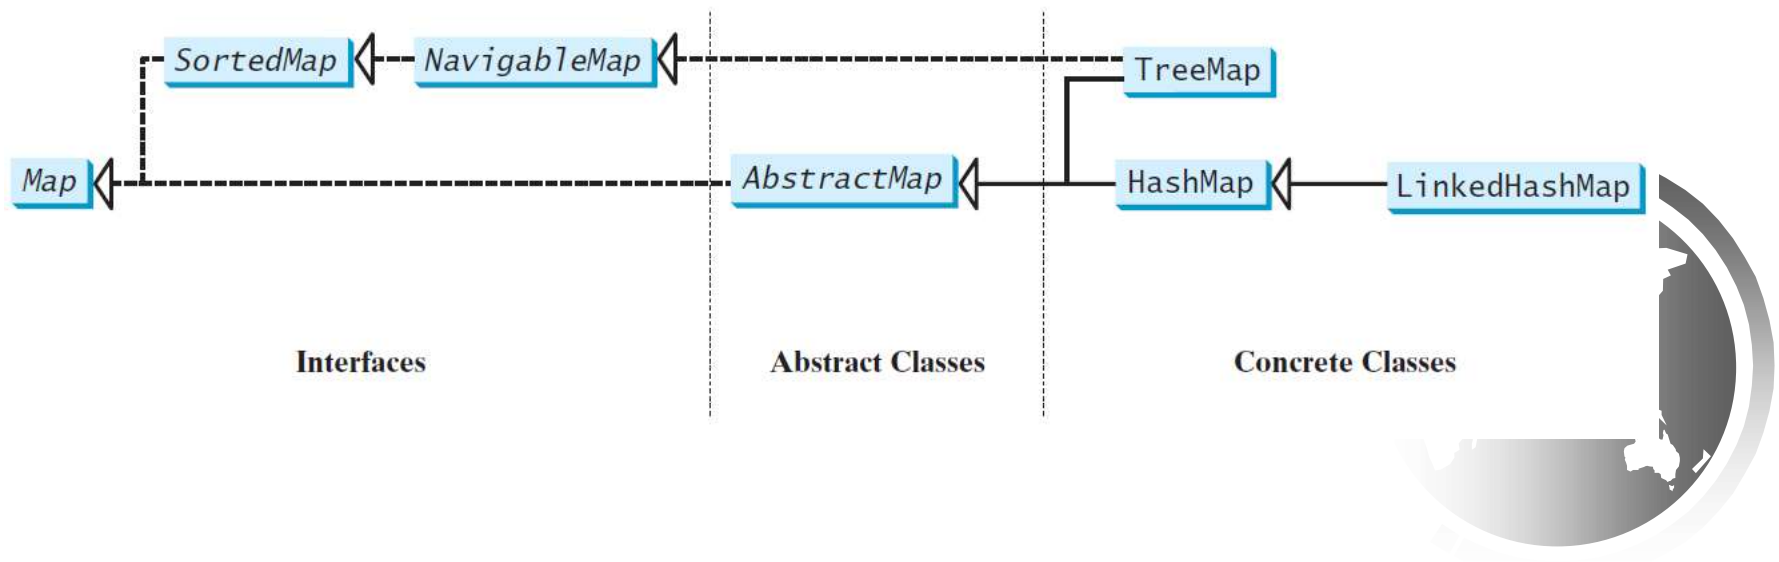 SortedMap
NavigableMap
TreeMap
Map
AbstractMap
HashMap
LinkedHashMap
Interfaces
Abstract Classes
Concrete Classes